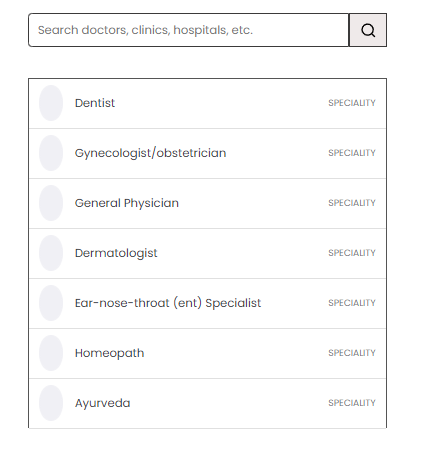 Search doctors, clinics, hospitals, etc.
Dentist SPECIALITY
Gynecologist/obstetrician SPECIALITY
General Physician SPECIALITY
Dermatologist SPECIALITY
Ear-nose-throat (ent) Specialist SPECIALITY
Homeopath SPECIALITY
Ayurveda SPECIALITY